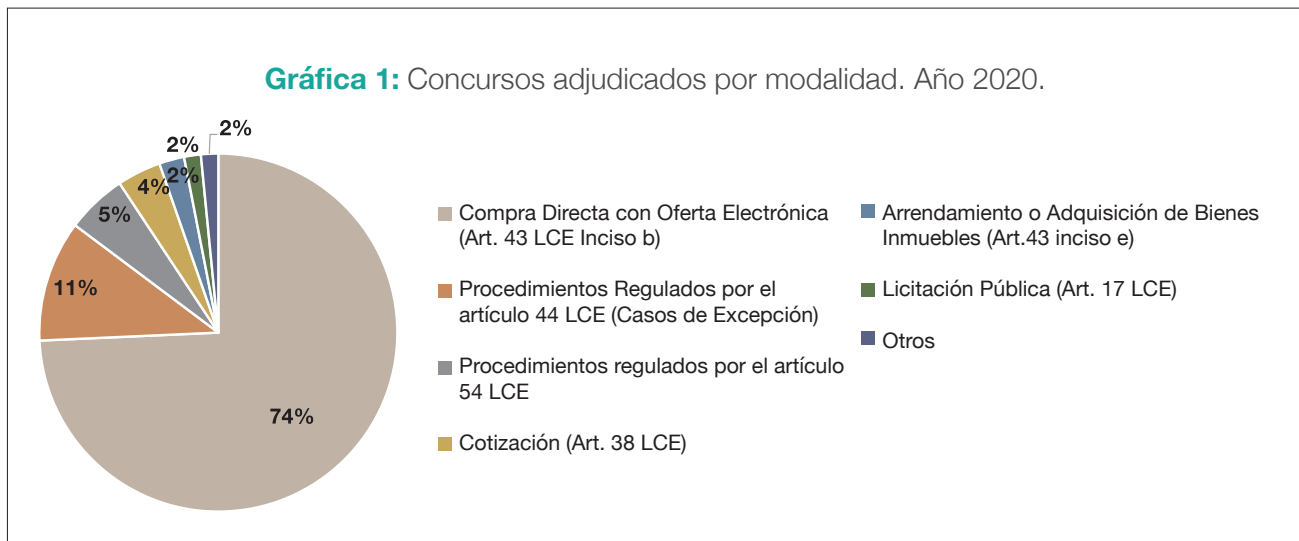 Gráfica 1: Concursos adjudicados por modalidad. Año 2020.
2%
2%
2%
4%
5%
11%
74%
Compra Directa con Oferta Electrónica
(Art. 43 LCE Inciso b)
Procedimientos Regulados por el
artículo 44 LCE (Casos de Excepción)
Procedimientos regulados por el artículo
54 LCE
Cotización (Art. 38 LCE)
Arrendamiento o Adquisición de Bienes
Inmuebles (Art.43 inciso e)
Licitación Pública (Art. 17 LCE)
Otros